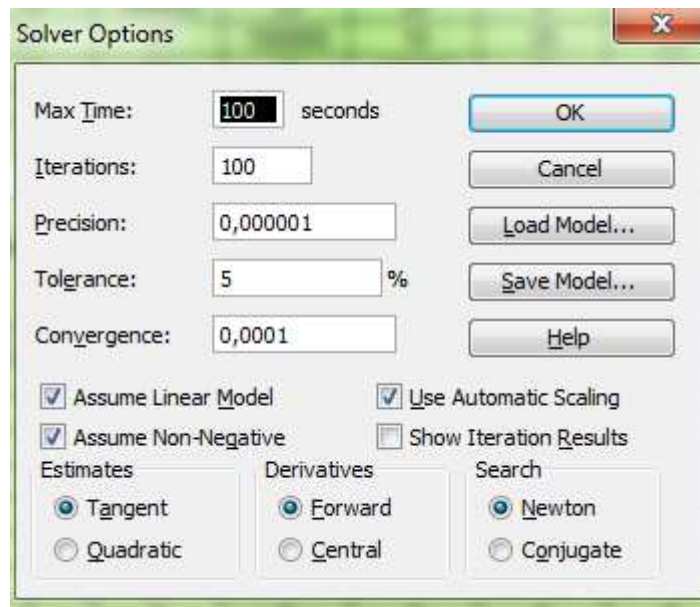 Solver Options
Max Time: 100 seconds OK
Iterations: 100 Cancel
Precision: 0,000001 Load Model...
Tolerance: 5 % Save Model...
Convergence: 0,0001 Help
Assume Linear Model Use Automatic Scaling
Assume Non-Negative Show Iteration Results
Estimates Derivatives Search
Tangent Forward Newton
Quadratic Central Conjugate